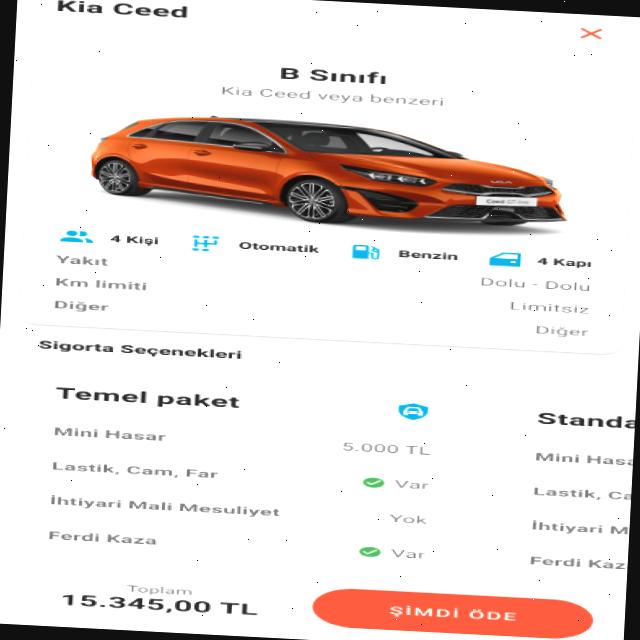 Kia Ceed
B Sınıfı
Kia Ceed veya benzeri
4 Kişi Otomatik Benzin 4 Kapı
Yakıt Dolu - Dolu
Km limiti Limitsiz
Diğer Diğer
Sigorta Seçenekleri
Temel paket Standa
Mini Hasar 5.000 TL Mini Hasa
Lastik, Cam, Far Var Lastik, Ca
İhtiyari Mali Mesuliyet Yok İhtiyari M
Ferdi Kaza Var Ferdi Kaz
Toplam
15.345,00 TL ŞİMDİ ÖDE